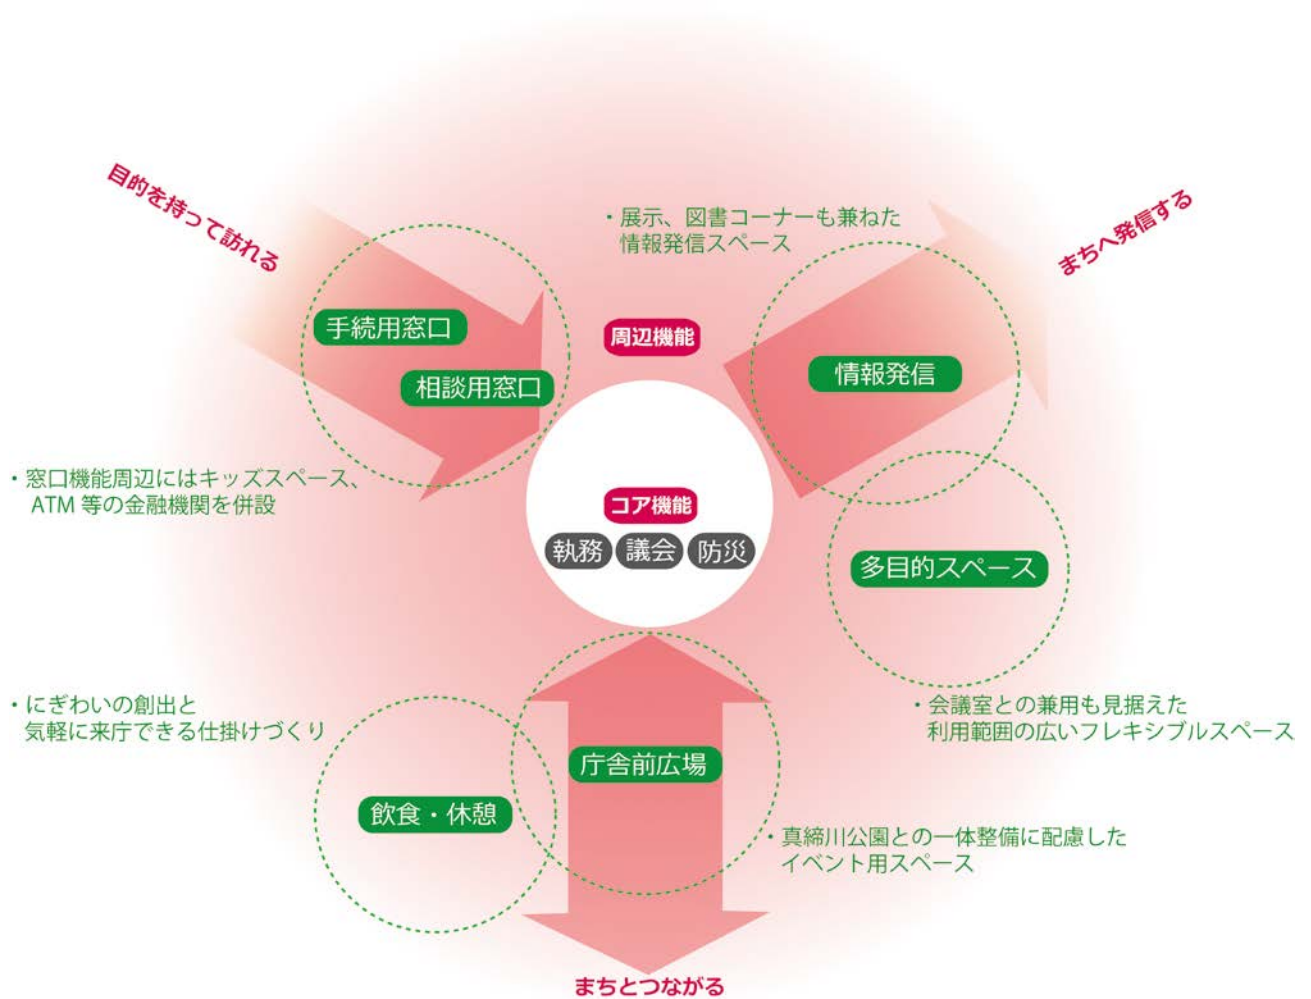 目的を持って訪れる
・展示、図書コーナーも兼ねた
情報発信スペース
まちへ発信する
手続用窓口
相談用窓口
周辺機能
情報発信
・窓口機能周辺にはキッズスペース、
ATM 等の金融機関を併設
コア機能
執務 議会 防災
多目的スペース
・にぎわいの創出と
気軽に来庁できる仕掛けづくり
・会議室との兼用も見据えた
利用範囲の広いフレキシブルスペース
庁舎前広場
飲食・休憩
・真締川公園との一体整備に配慮した
イベント用スペース
まちとつながる